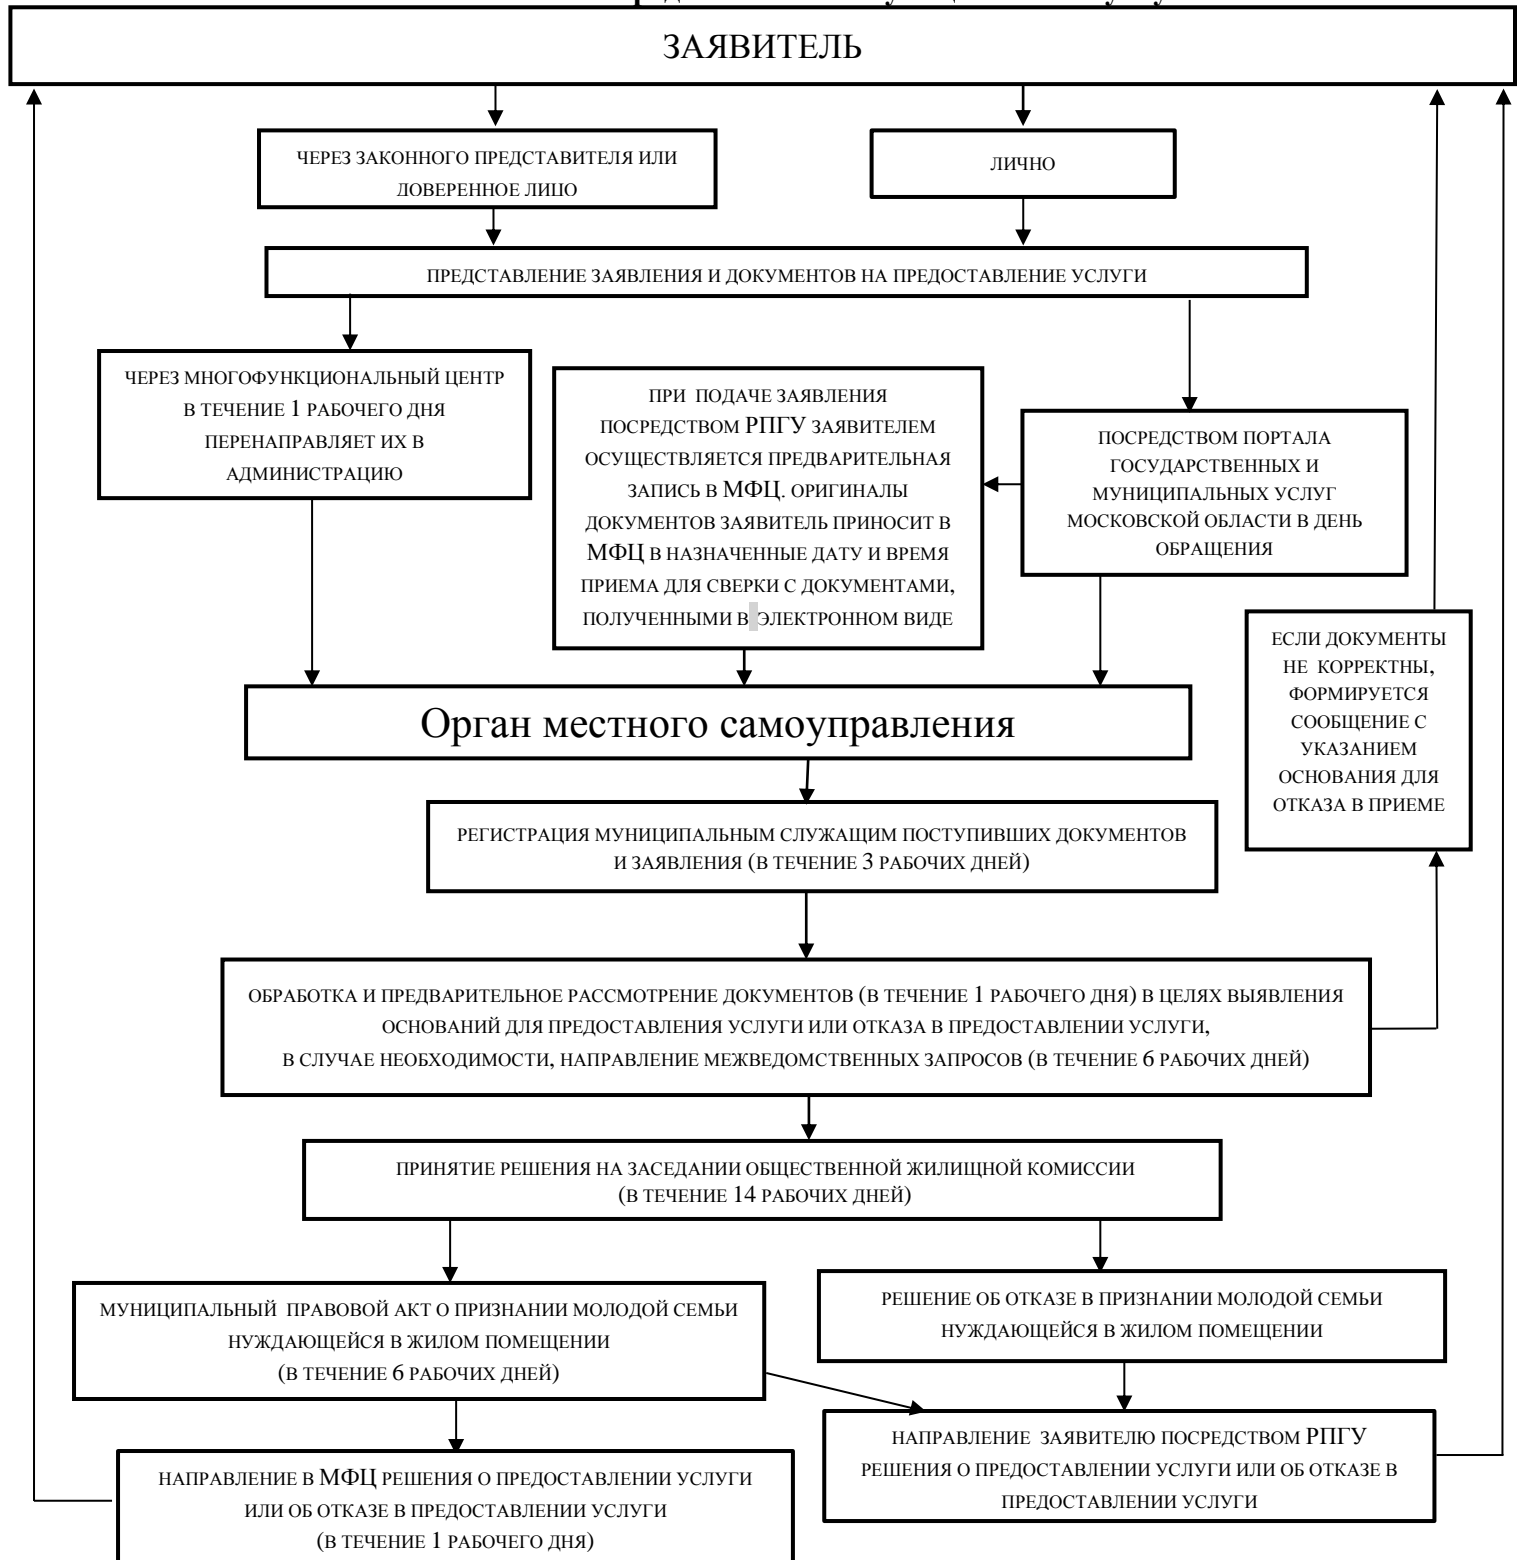 ЗАЯВИТЕЛЬ
ЧЕРЕЗ ЗАКОННОГО ПРЕДСТАВИТЕЛЯ ИЛИ
ДОВЕРЕННОЕ ЛИЦО
ЛИЧНО
ПРЕДСТАВЛЕНИЕ ЗАЯВЛЕНИЯ И ДОКУМЕНТОВ НА ПРЕДОСТАВЛЕНИЕ УСЛУГИ
ЧЕРЕЗ МНОГОФУНКЦИОНАЛЬНЫЙ ЦЕНТР
В ТЕЧЕНИЕ 1 РАБОЧЕГО ДНЯ
ПЕРЕНАПРАВЛЯЕТ ИХ В
АДМИНИСТРАЦИЮ
ПРИ ПОДАЧЕ ЗАЯВЛЕНИЯ
ПОСРЕДСТВОМ РПГУ ЗАЯВИТЕЛЕМ
ОСУЩЕСТВЛЯЕТСЯ ПРЕДВАРИТЕЛЬНАЯ
ЗАПИСЬ В МФЦ. ОРИГИНАЛЫ
ДОКУМЕНТОВ ЗАЯВИТЕЛЬ ПРИНОСИТ В
МФЦ В НАЗНАЧЕННЫЕ ДАТУ И ВРЕМЯ
ПРИЕМА ДЛЯ СВЕРКИ С ДОКУМЕНТАМИ,
ПОЛУЧЕННЫМИ В ЭЛЕКТРОННОМ ВИДЕ
ПОСРЕДСТВОМ ПОРТАЛА
ГОСУДАРСТВЕННЫХ И
МУНИЦИПАЛЬНЫХ УСЛУГ
МОСКОВСКОЙ ОБЛАСТИ В ДЕНЬ
ОБРАЩЕНИЯ
ЕСЛИ ДОКУМЕНТЫ
НЕ КОРРЕКТНЫ,
ФОРМИРУЕТСЯ
СООБЩЕНИЕ С
УКАЗАНИЕМ
ОСНОВАНИЯ ДЛЯ
ОТКАЗА В ПРИЕМЕ
Орган местного самоуправления
РЕГИСТРАЦИЯ МУНИЦИПАЛЬНЫМ СЛУЖАЩИМ ПОСТУПИВШИХ ДОКУМЕНТОВ
И ЗАЯВЛЕНИЯ (В ТЕЧЕНИЕ 3 РАБОЧИХ ДНЕЙ)
ОБРАБОТКА И ПРЕДВАРИТЕЛЬНОЕ РАССМОТРЕНИЕ ДОКУМЕНТОВ (В ТЕЧЕНИЕ 1 РАБОЧЕГО ДНЯ) В ЦЕЛЯХ ВЫЯВЛЕНИЯ
ОСНОВАНИЙ ДЛЯ ПРЕДОСТАВЛЕНИЯ УСЛУГИ ИЛИ ОТКАЗА В ПРЕДОСТАВЛЕНИИ УСЛУГИ,
В СЛУЧАЕ НЕОБХОДИМОСТИ, НАПРАВЛЕНИЕ МЕЖВЕДОМСТВЕННЫХ ЗАПРОСОВ (В ТЕЧЕНИЕ 6 РАБОЧИХ ДНЕЙ)
ПРИНЯТИЕ РЕШЕНИЯ НА ЗАСЕДАНИИ ОБЩЕСТВЕННОЙ ЖИЛИЩНОЙ КОМИССИИ
(В ТЕЧЕНИЕ 14 РАБОЧИХ ДНЕЙ)
МУНИЦИПАЛЬНЫЙ ПРАВОВОЙ АКТ О ПРИЗНАНИИ МОЛОДОЙ СЕМЬИ
НУЖДАЮЩЕЙСЯ В ЖИЛОМ ПОМЕЩЕНИИ
(В ТЕЧЕНИЕ 6 РАБОЧИХ ДНЕЙ)
РЕШЕНИЕ ОБ ОТКАЗЕ В ПРИЗНАНИИ МОЛОДОЙ СЕМЬИ
НУЖДАЮЩЕЙСЯ В ЖИЛОМ ПОМЕЩЕНИИ
НАПРАВЛЕНИЕ В МФЦ РЕШЕНИЯ О ПРЕДОСТАВЛЕНИИ УСЛУГИ
ИЛИ ОБ ОТКАЗЕ В ПРЕДОСТАВЛЕНИИ УСЛУГИ
(В ТЕЧЕНИЕ 1 РАБОЧЕГО ДНЯ)
НАПРАВЛЕНИЕ ЗАЯВИТЕЛЮ ПОСРЕДСТВОМ РПГУ
РЕШЕНИЯ О ПРЕДОСТАВЛЕНИИ УСЛУГИ ИЛИ ОБ ОТКАЗЕ В
ПРЕДОСТАВЛЕНИИ УСЛУГИ